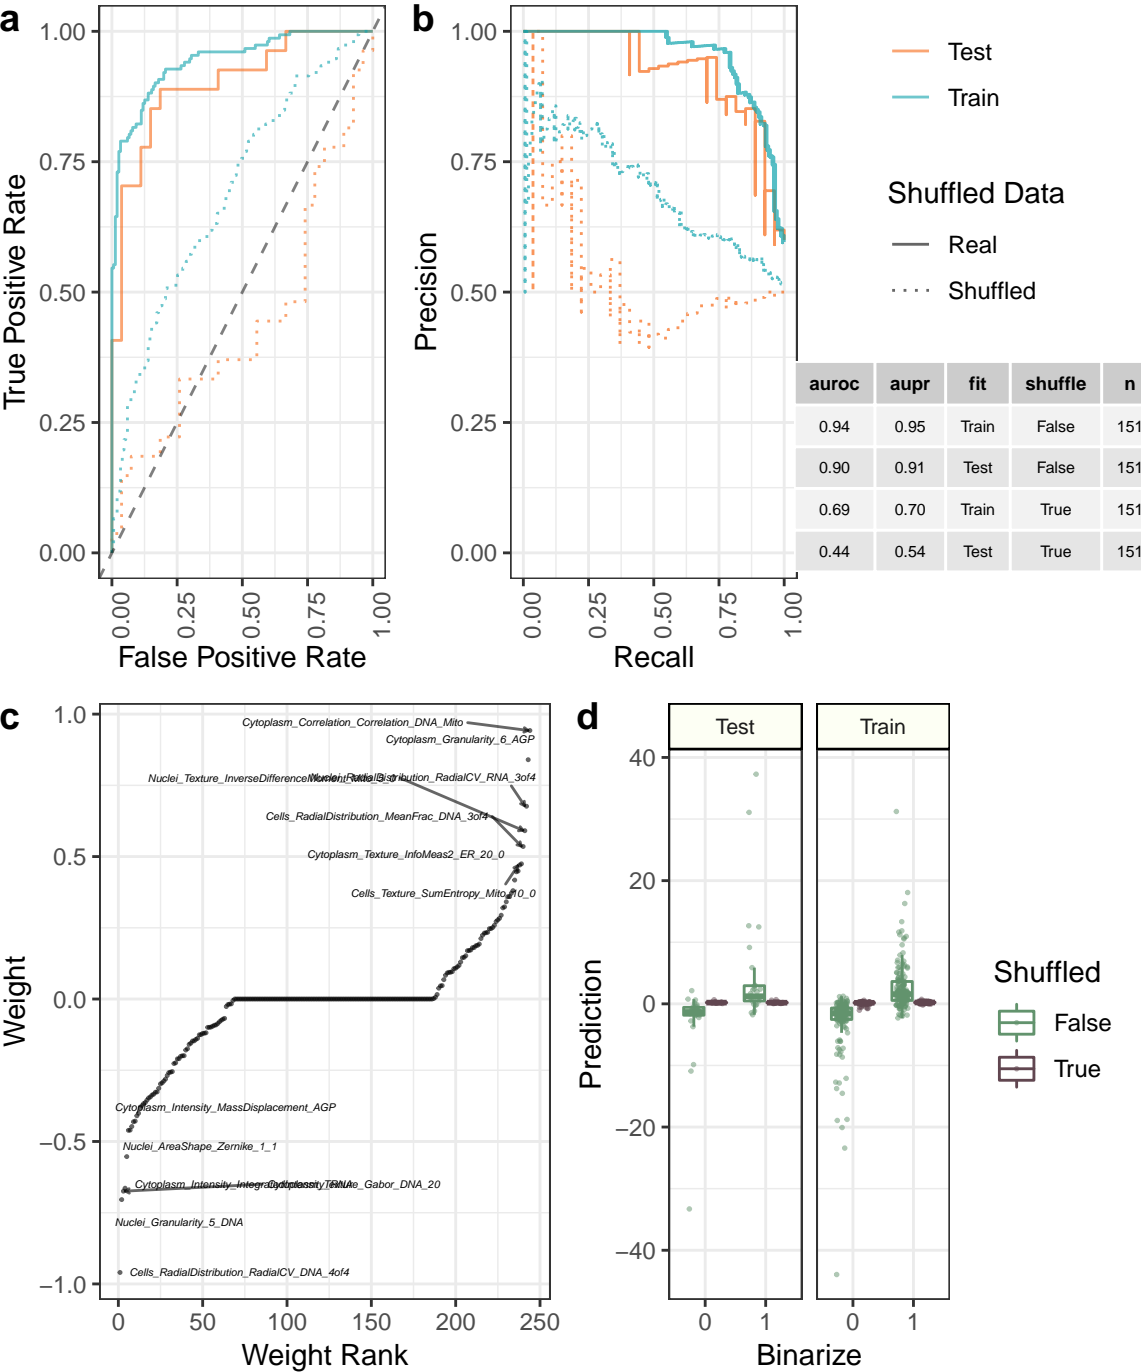 a
1.00
0.75
0.50
0.25
0.00
True Positive Rate
0.00
0.25
0.50
0.75
1.00
False Positive Rate
b
1.00
0.75
0.50
0.25
0.00
Precision
0.00
0.25
0.50
0.75
1.00
Recall
Test
Train
Shuffled Data
Real
Shuffled
auroc aupr fit shuffle n
0.94 0.95 Train False 151
0.90 0.91 Test False 151
0.69 0.70 Train True 151
0.44 0.54 Test True 151
c
1.0
0.5
0.0
−0.5
−1.0
Weight
Cytoplasm_Correlation_Correlation_DNA_Mito
Cytoplasm_Granularity_6_AGP
Nuclei_Texture_InverseDifferenceMoment_Mito_5_0
Nuclei_RadialDistribution_RadialCV_RNA_3of4
Cells_RadialDistribution_MeanFrac_DNA_3of4
Cytoplasm_Texture_InfoMeas2_ER_20_0
Cells_Texture_SumEntropy_Mito_10_0
Cytoplasm_Intensity_MassDisplacement_AGP
Nuclei_AreaShape_Zernike_1_1
Cytoplasm_Intensity_IntegratedIntensity_RNA
Cytoplasm_Texture_Gabor_DNA_20
Nuclei_Granularity_5_DNA
Cells_RadialDistribution_RadialCV_DNA_4of4
0 50 100 150 200 250
Weight Rank
d
Test Train
40
20
0
−20
−40
Prediction
0 1 0 1
Binarize
Shuffled
False
True